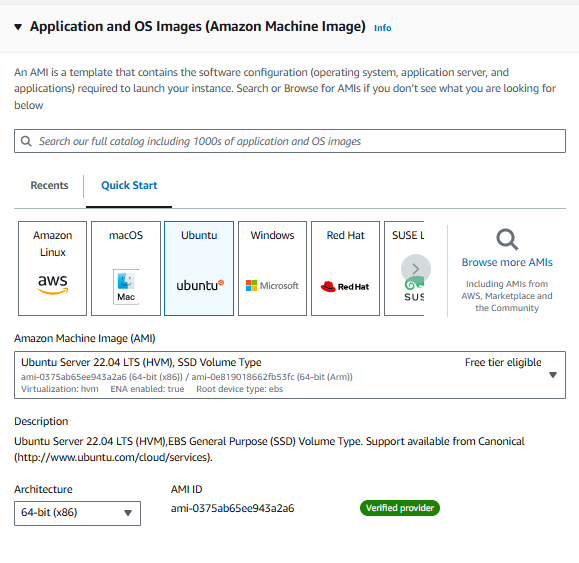 Application and OS Images (Amazon Machine Image) Info
An AMI is a template that contains the software configuration (operating system, application server, and
applications) required to launch your instance. Search or Browse for AMIs if you don't see what you are looking for
below
Search our full catalog including 1000s of application and OS images
Recents
Quick Start
Amazon
Linux
aws
macOS
Mac
Ubuntu
ubuntu
Windows
Microsoft
Red Hat
Red Hat
SUSE L
SUS
Browse more AMIs
Including AMIs from
AWS, Marketplace and
the Community
Amazon Machine Image (AMI)
Ubuntu Server 22.04 LTS (HVM), SSD Volume Type
Free tier eligible
ami-0375ab65ee943a2a6 (64-bit (x86)) / ami-0e819018662fb53fc (64-bit (Arm))
Virtualization: hvm ENA enabled: true Root device type: ebs
Description
Ubuntu Server 22.04 LTS (HVM),EBS General Purpose (SSD) Volume Type. Support available from Canonical
(http://www.ubuntu.com/cloud/services).
Architecture
64-bit (x86)
AMI ID
ami-0375ab65ee943a2a6
Verified provider